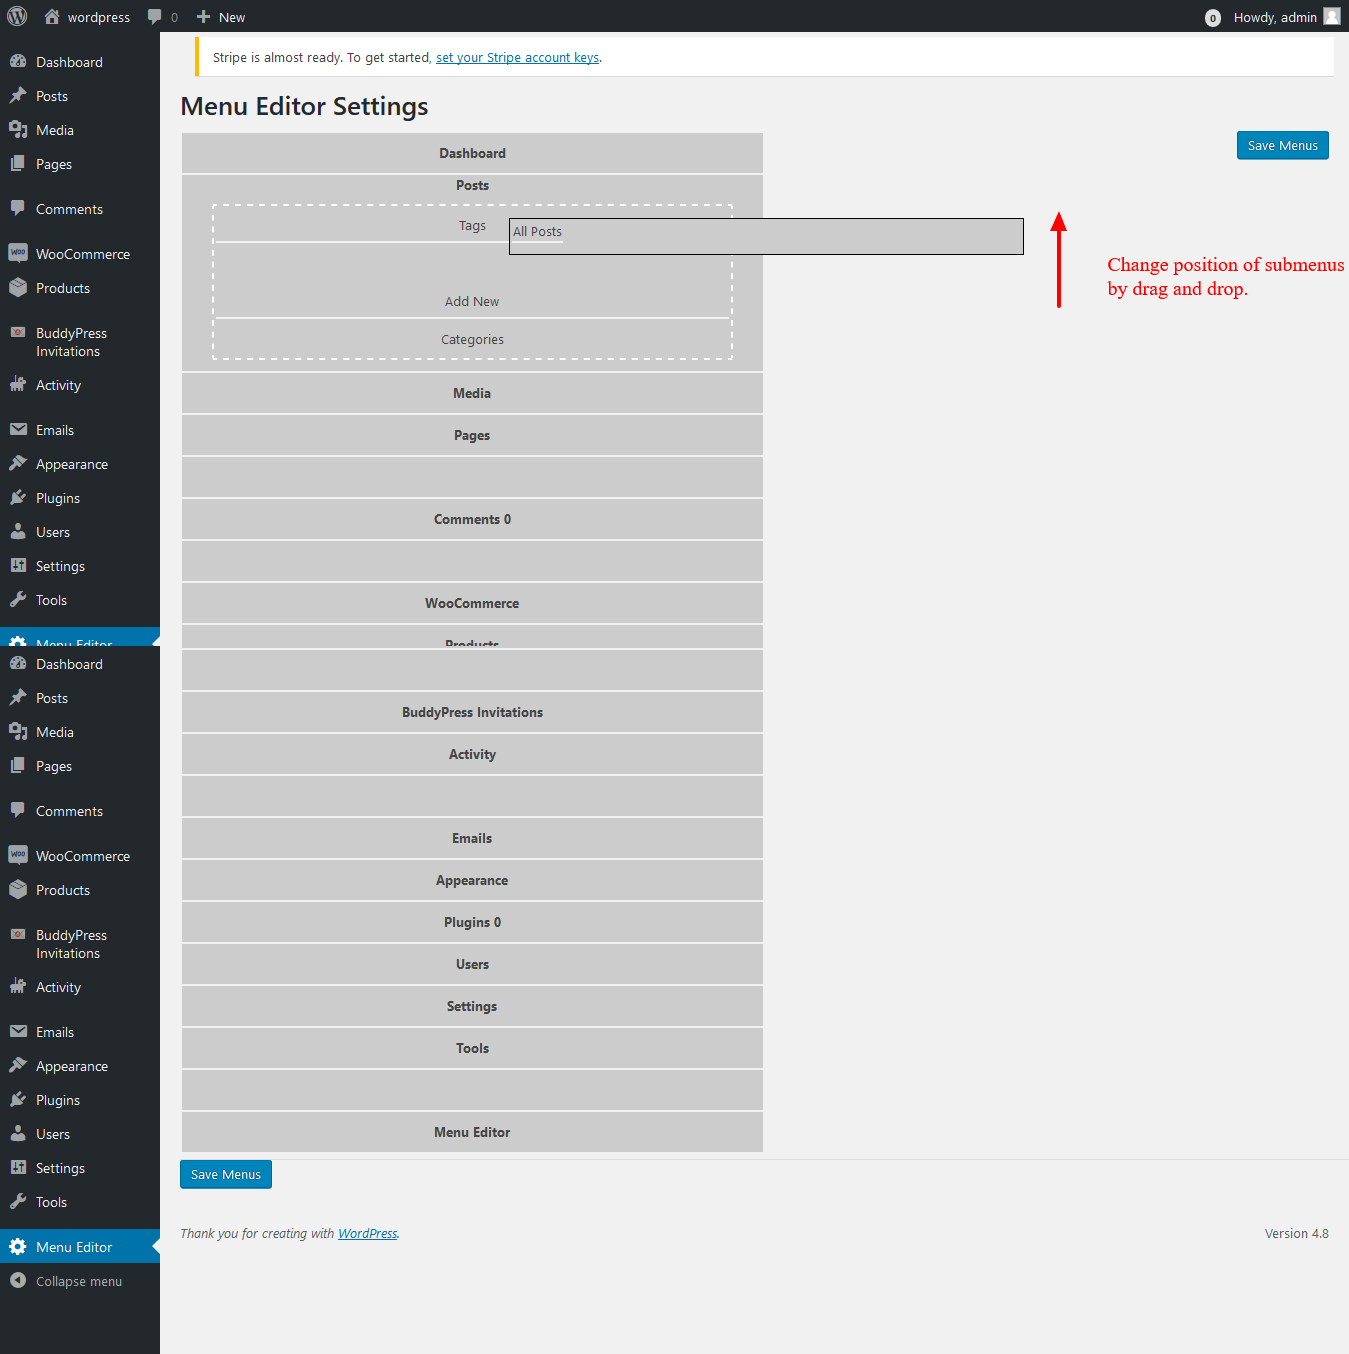 wordpress 0 New 0 Howdy, admin
Dashboard
Posts
Media
Pages
Comments
WooCommerce
Products
BuddyPress
Invitations
Activity
Emails
Appearance
Plugins
Users
Settings
Tools
Menu Editor
Dashboard
Posts
Media
Pages
Comments
WooCommerce
Products
BuddyPress
Invitations
Activity
Emails
Appearance
Plugins
Users
Settings
Tools
Menu Editor
Collapse menu
Stripe is almost ready. To get started, set your Stripe account keys.
Menu Editor Settings
Save Menus
Dashboard
Posts
Tags
All Posts
Add New
Categories
Change position of submenus
by drag and drop.
Media
Pages
Comments 0
WooCommerce
Products
BuddyPress Invitations
Activity
Emails
Appearance
Plugins 0
Users
Settings
Tools
Menu Editor
Save Menus
Thank you for creating with WordPress.
Version 4.8